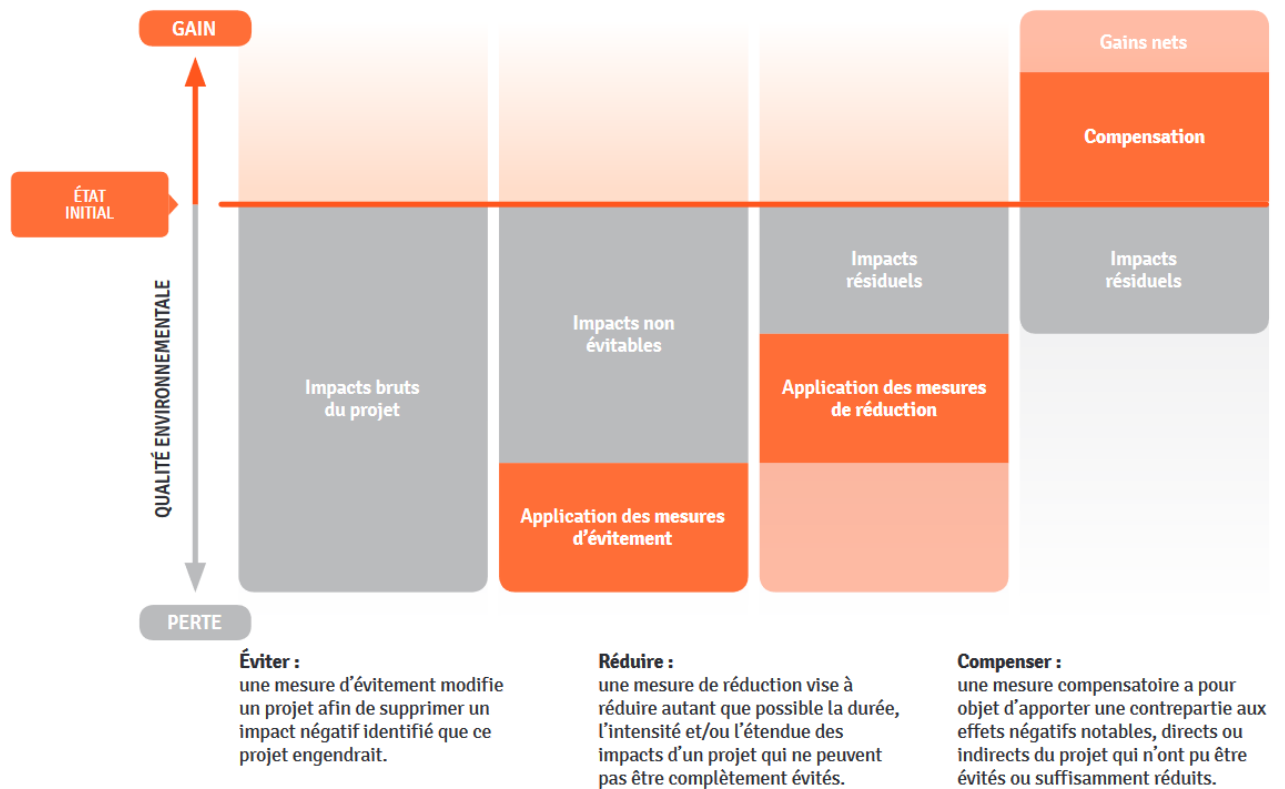 GAIN
ÉTAT
INITIAL
QUALITÉ ENVIRONNEMENTALE
PERTE
Impacts bruts
du projet
Impacts non
évitables
Application des mesures
d’évitement
Impacts
résiduels
Application des mesures
de réduction
Gains nets
Compensation
Impacts
résiduels
Éviter :
une mesure d’évitement modifie
un projet afin de supprimer un
impact négatif identifié que ce
projet engendrait.
Réduire :
une mesure de réduction vise à
réduire autant que possible la durée,
l’intensité et/ou l’étendue des
impacts d’un projet qui ne peuvent
pas être complètement évités.
Compenser :
une mesure compensatoire a pour
objet d’apporter une contrepartie aux
effets négatifs notables, directs ou
indirects du projet qui n’ont pu être
évités ou suffisamment réduits.